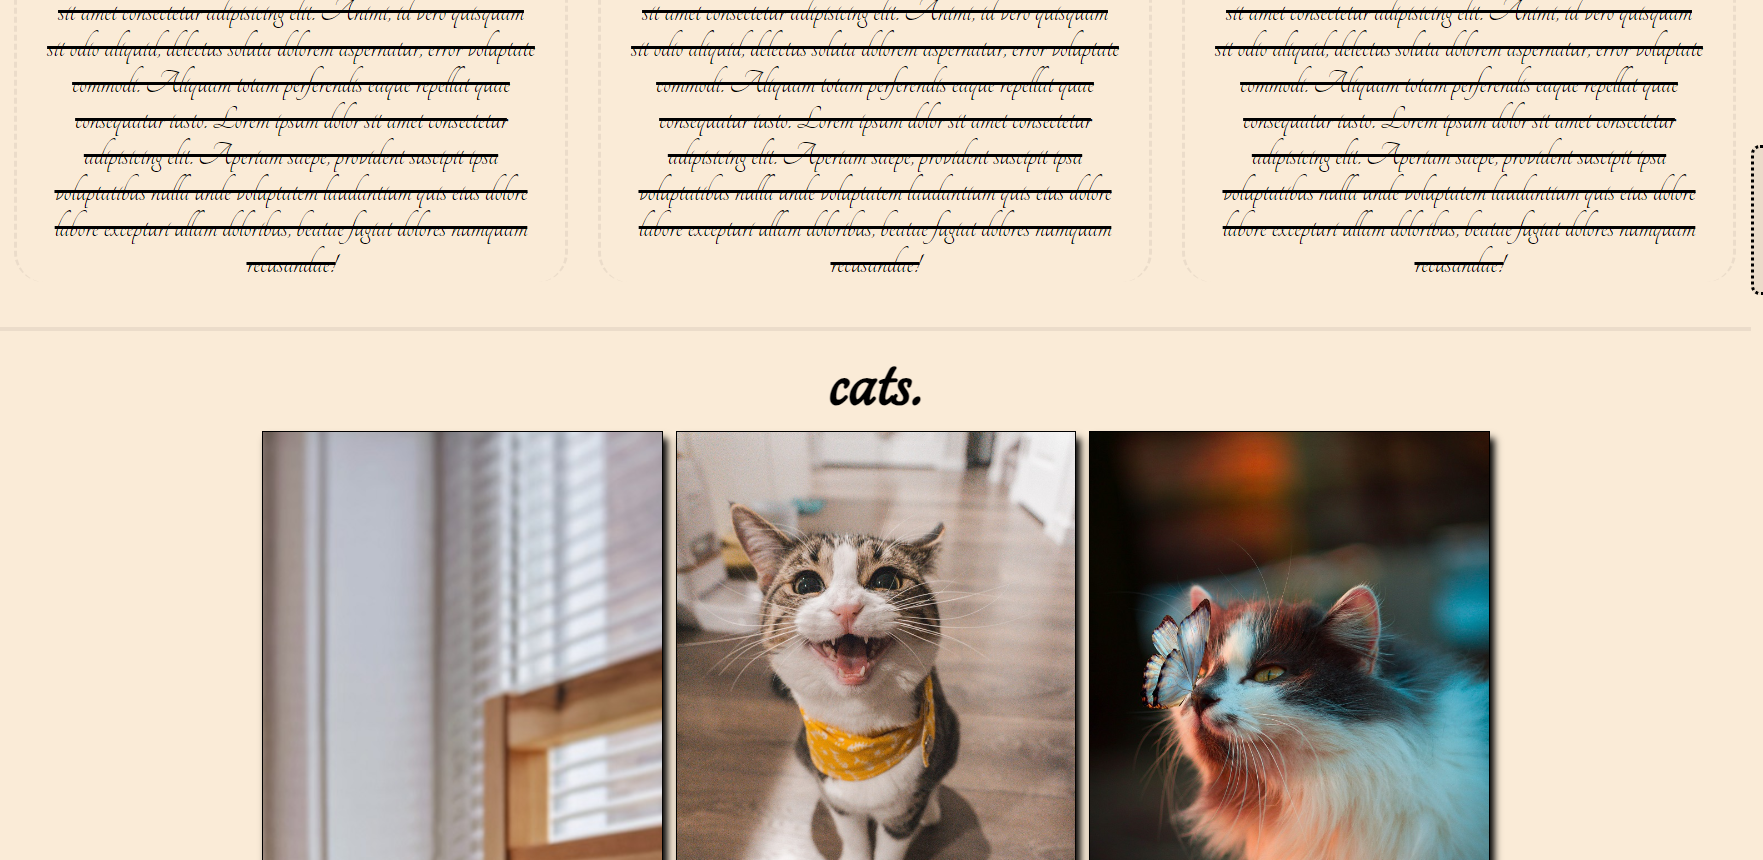 sit amet consectetur adipisicing elit. Animi, id vero quisquam
sit odio aliquid, delectus soluta dolorem aspernatur, error voluptate
commodi. Aliquam totam perferendis eaque repellat quae
consequatur iusto. Lorem ipsum dolor sit amet consectetur
adipisicing elit. Aperiam saepe, provident suscipit ipsa
voluptatibus nulla unde voluptatem laudantium quis eius dolore
labore excepturi ullam doloribus, beatae fugiat dolores numquam
recusandae!
sit amet consectetur adipisicing elit. Animi, id vero quisquam
sit odio aliquid, delectus soluta dolorem aspernatur, error voluptate
commodi. Aliquam totam perferendis eaque repellat quae
consequatur iusto. Lorem ipsum dolor sit amet consectetur
adipisicing elit. Aperiam saepe, provident suscipit ipsa
voluptatibus nulla unde voluptatem laudantium quis eius dolore
labore excepturi ullam doloribus, beatae fugiat dolores numquam
recusandae!
sit amet consectetur adipisicing elit. Animi, id vero quisquam
sit odio aliquid, delectus soluta dolorem aspernatur, error voluptate
commodi. Aliquam totam perferendis eaque repellat quae
consequatur iusto. Lorem ipsum dolor sit amet consectetur
adipisicing elit. Aperiam saepe, provident suscipit ipsa
voluptatibus nulla unde voluptatem laudantium quis eius dolore
labore excepturi ullam doloribus, beatae fugiat dolores numquam
recusandae!
cats.